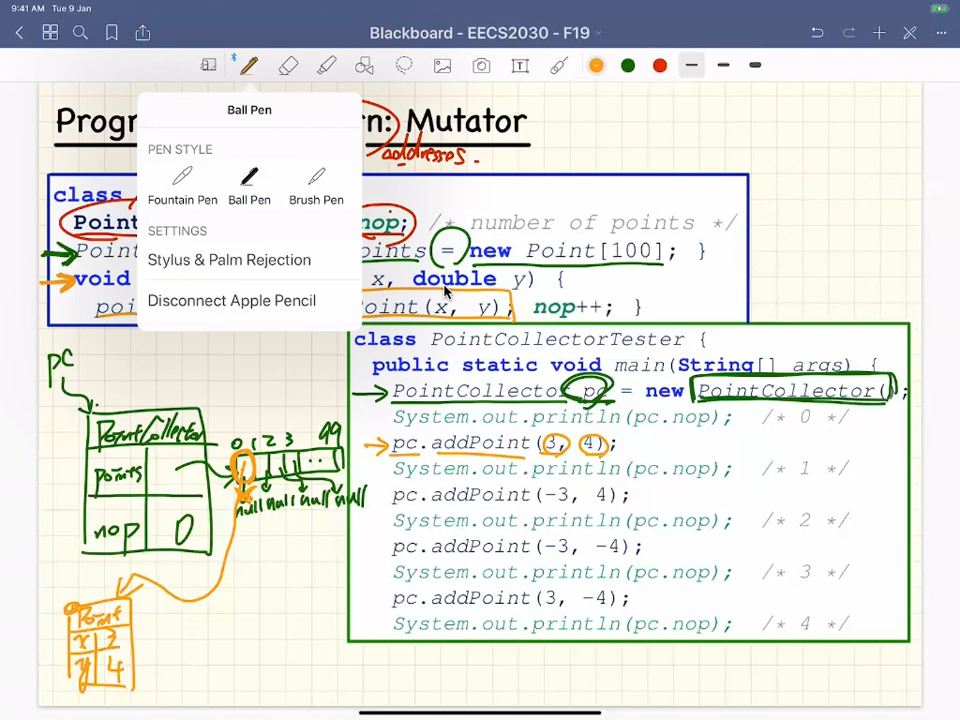 9:41 AM Tue 9 Jan
Blackboard - EECS2030 - F19
Ball Pen
PEN STYLE
Fountain Pen Ball Pen Brush Pen
SETTINGS
Stylus & Palm Rejection
Disconnect Apple Pencil
Progr n: Mutator
addresses.
class
Point nop; /* number of points */
Point oints = new Point[100]; }
void x, double y) {
poi Point(x, y); nop++; }
class PointCollectorTester {
public static void main(String[] args) {
PointCollector pc = new PointCollector();
System.out.println(pc.nop); /* 0 */
pc.addPoint(3, 4);
System.out.println(pc.nop); /* 1 */
pc.addPoint(-3, 4);
System.out.println(pc.nop); /* 2 */
pc.addPoint(-3, -4);
System.out.println(pc.nop); /* 3 */
pc.addPoint(3, -4);
System.out.println(pc.nop); /* 4 */
pc
PointCollector
points
nop 0
0 1 2 3 99
...
null null null null
Point
x 3
y 4